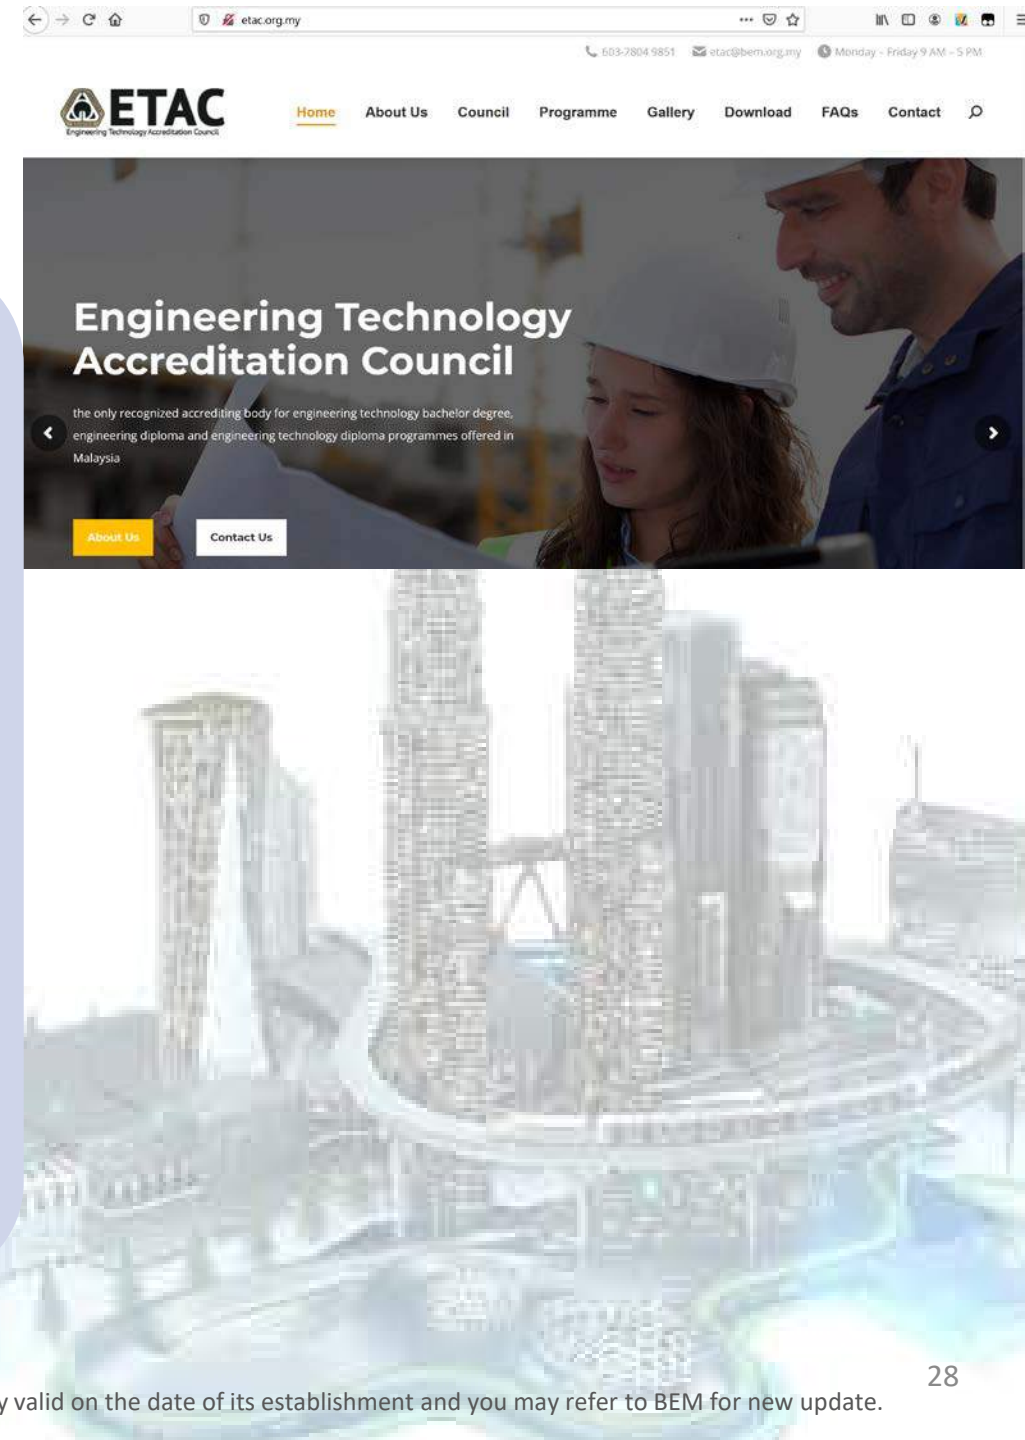 etac.org.my
603-7804 9851 etac@bem.org.my Monday - Friday 9 AM - 5 PM
ETAC
Engineering Technology Accreditation Council
Home About Us Council Programme Gallery Download FAQs Contact
Engineering Technology
Accreditation Council
the only recognized accrediting body for engineering technology bachelor degree,
engineering diploma and engineering technology diploma programmes offered in
Malaysia
About Us Contact Us
28
y valid on the date of its establishment and you may refer to BEM for new update.